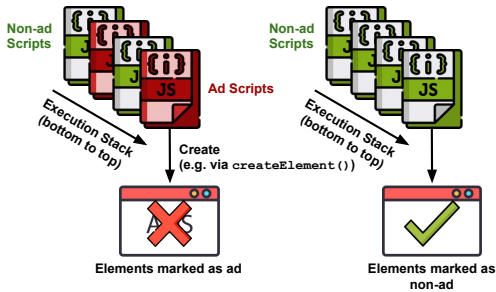 Non-ad
Scripts
{i}
JS
Ad Scripts
Execution Stack
(bottom to top)
Create
(e.g. via createElement())
Elements marked as ad
Non-ad
Scripts
{i}
JS
Execution Stack
(bottom to top)
Elements marked as
non-ad